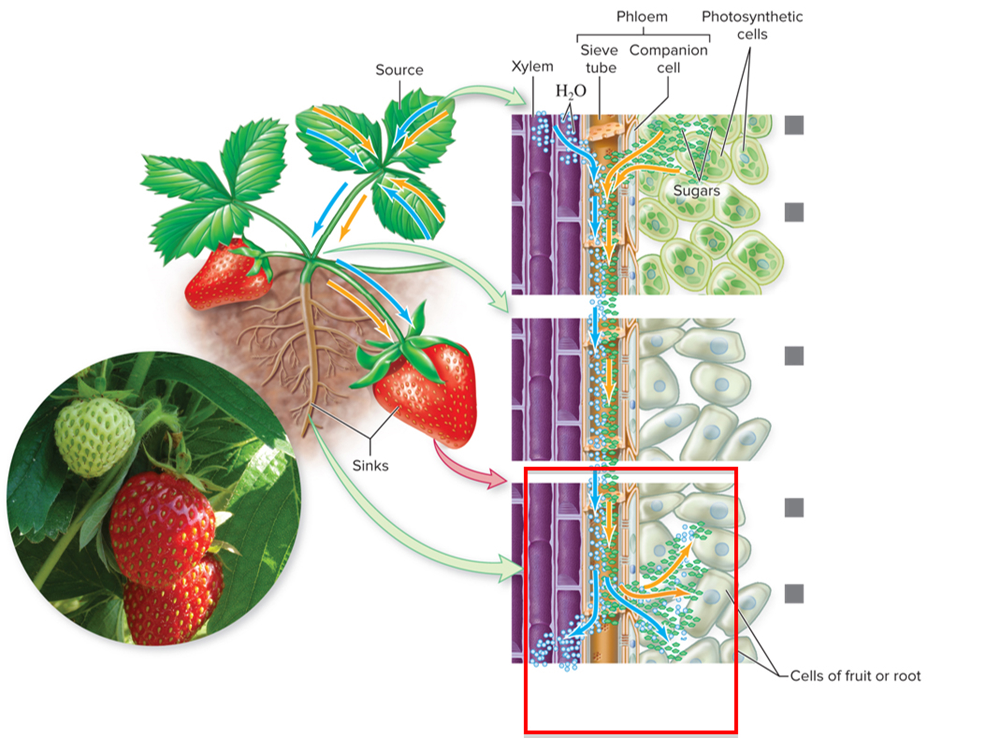 Phloem
Photosynthetic
cells
Sieve
tube
Companion
cell
Xylem
Source
H₂O
Sugars
Sinks
Cells of fruit or root